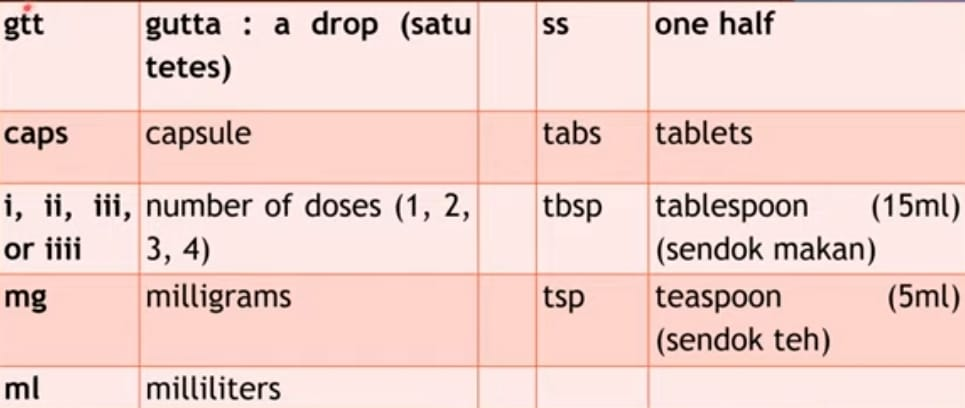 gtt gutta : a drop (satu ss one half
tetes)
caps capsule tabs tablets
i, ii, iii, number of doses (1, 2, tbsp tablespoon (15ml)
or iiii 3, 4) (sendok makan)
mg milligrams tsp teaspoon (5ml)
(sendok teh)
ml milliliters